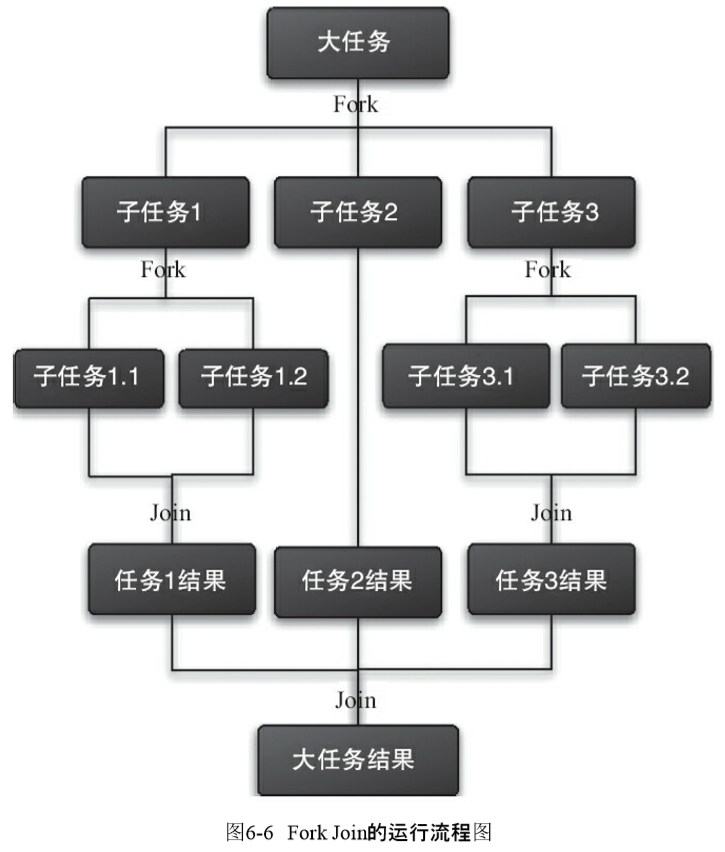 大任务
Fork
子任务1 子任务2 子任务3
Fork Fork
子任务1.1 子任务1.2 子任务3.1 子任务3.2
Join Join
任务1结果 任务2结果 任务3结果
Join
大任务结果
图6-6 Fork Join的运行流程图